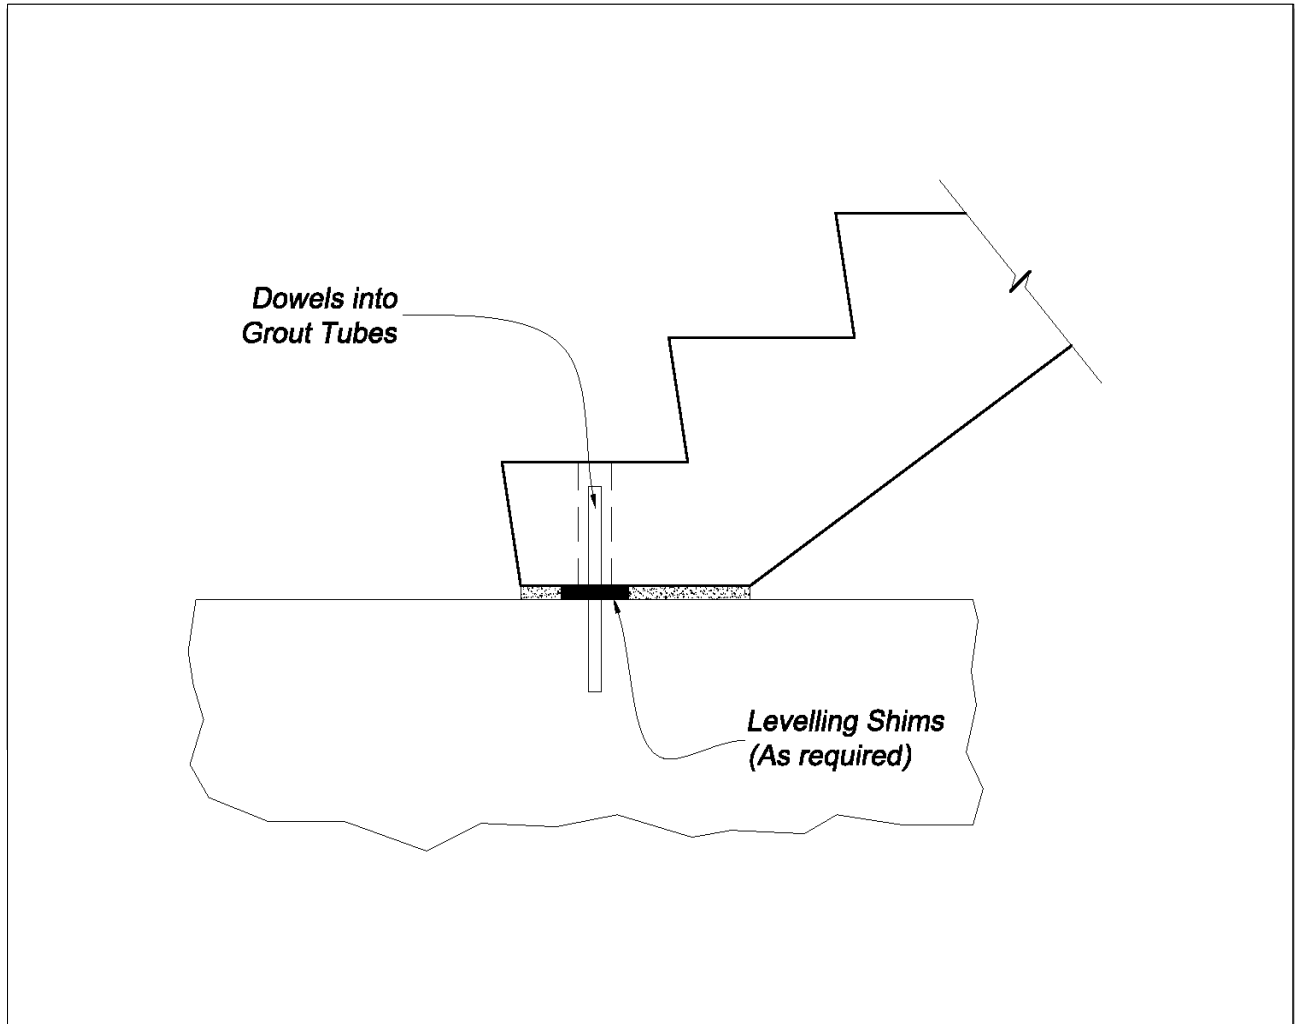 Dowels into
Grout Tubes
Levelling Shims
(As required)